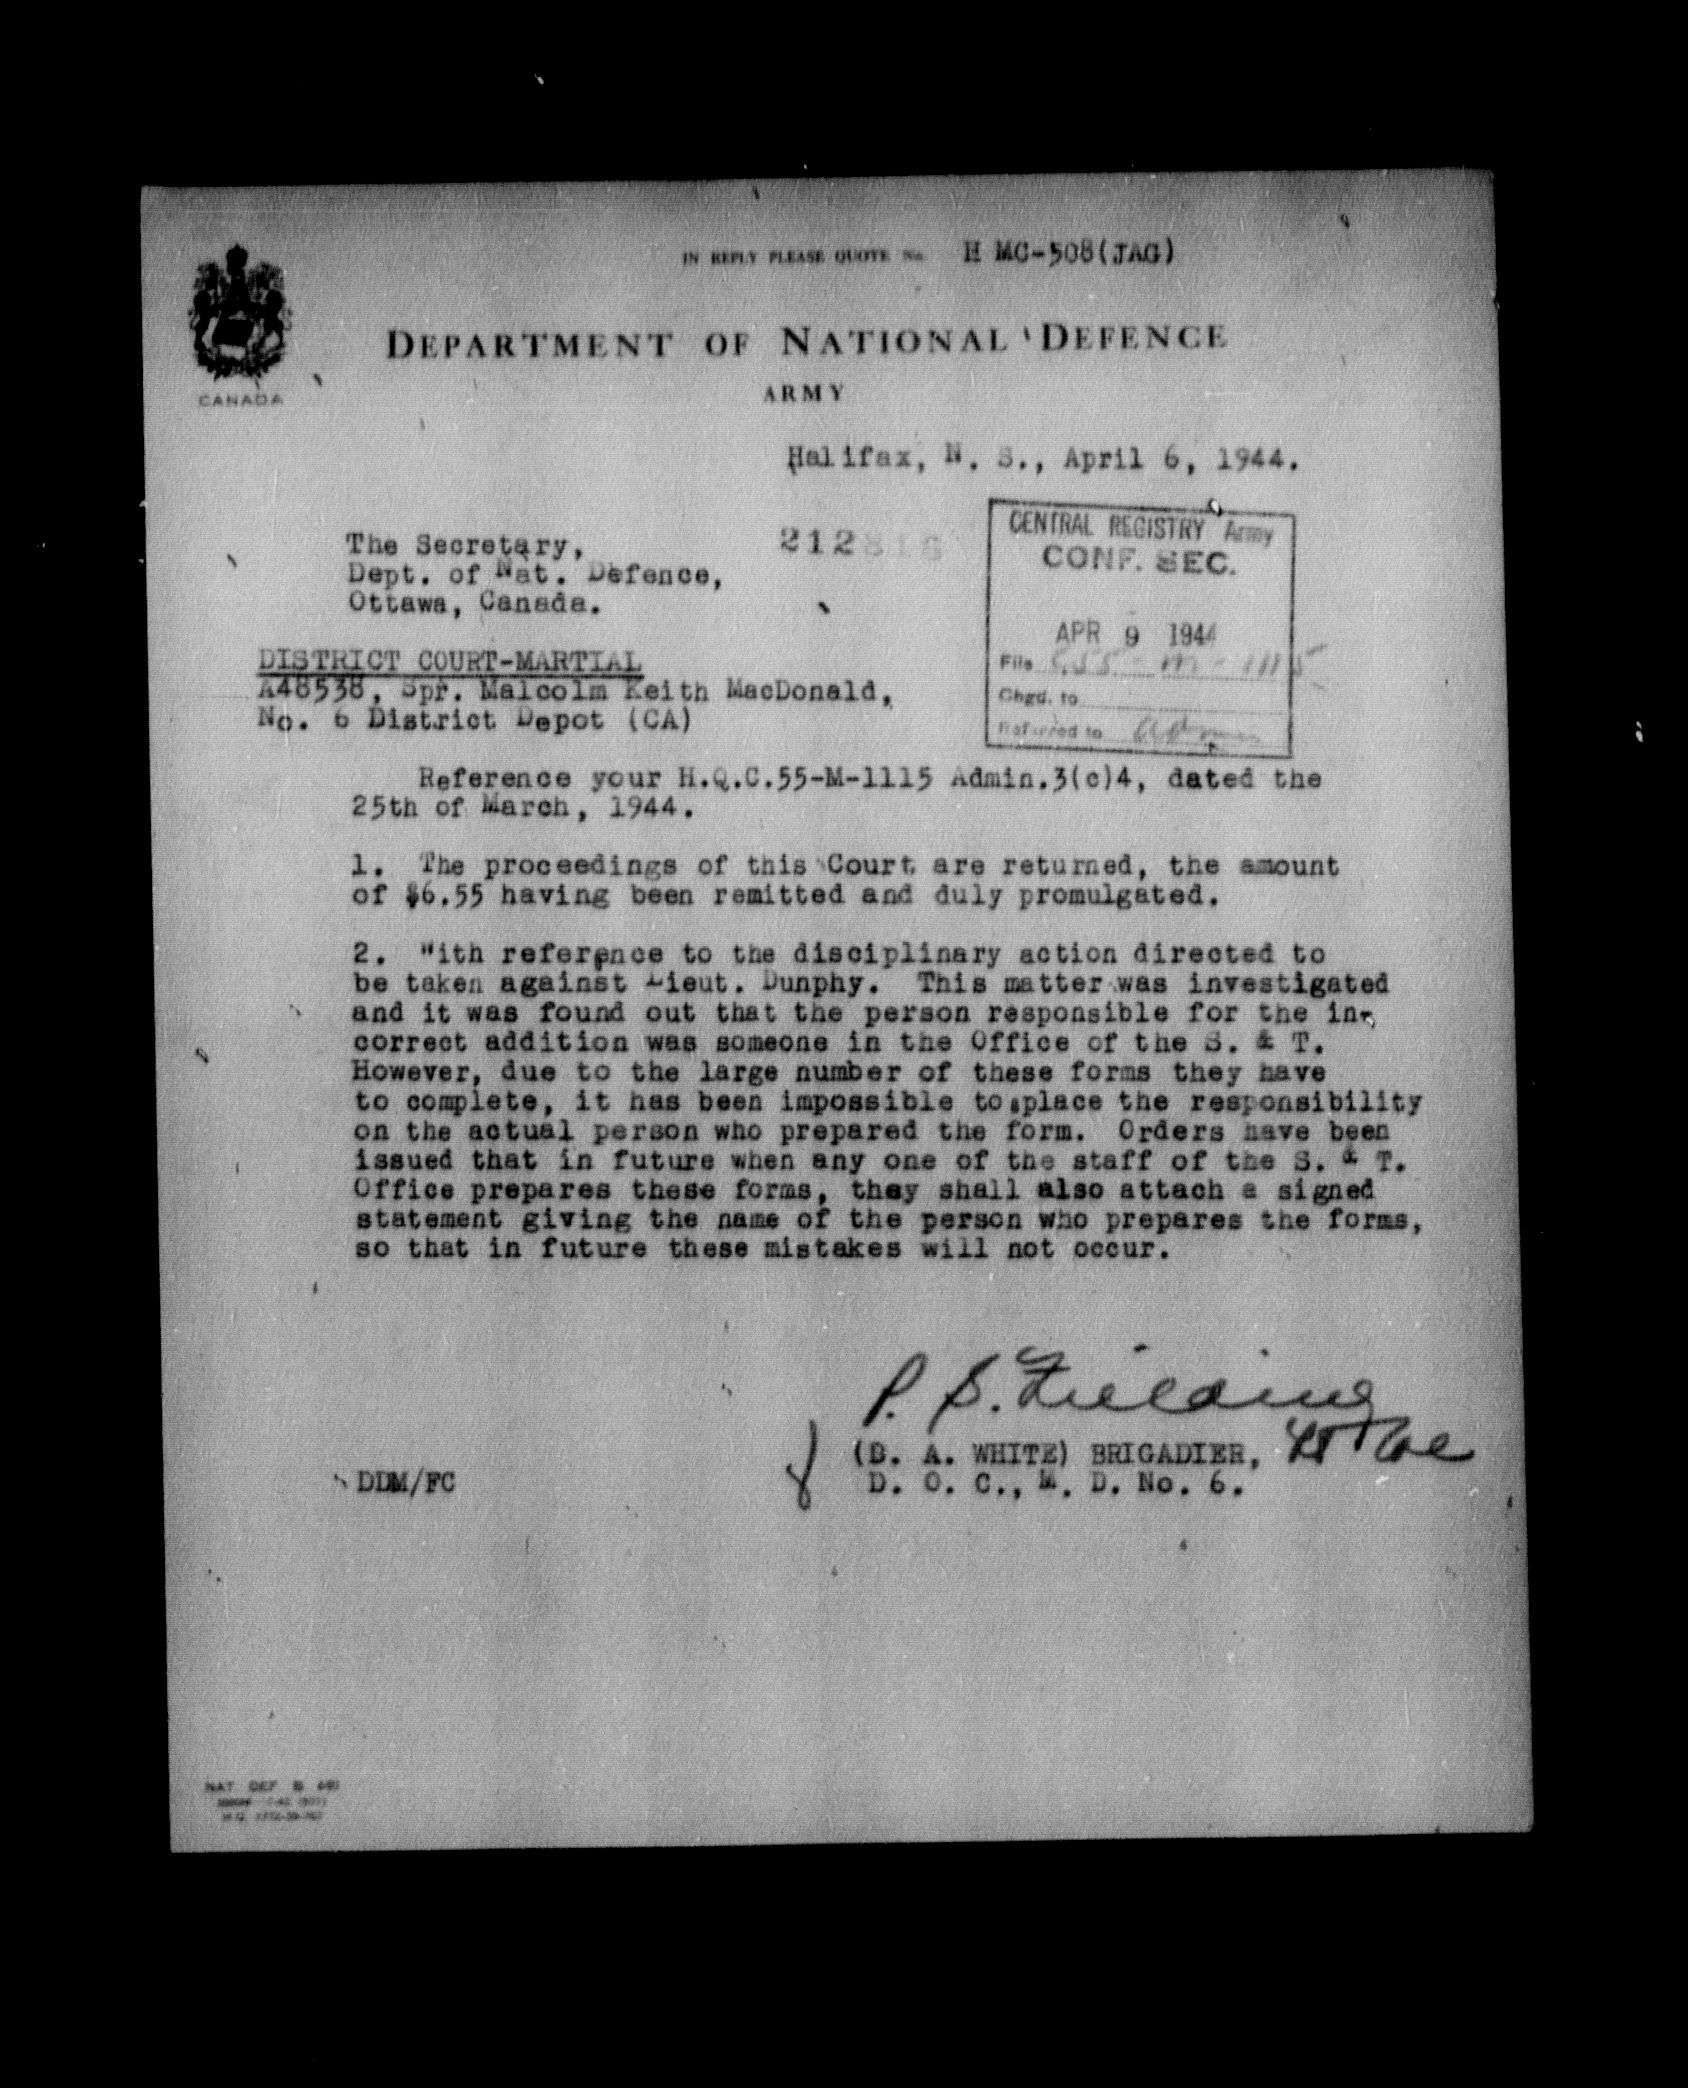 IN REPLY PLEASE QUOTE No. H MC-508(JAG)
CANADA
DEPARTMENT OF NATIONAL DEFENCE
ARMY
Halifax, N. S., April 6, 1944.
The Secretary,
Dept. of Nat. Defence,
Ottawa, Canada.
212818
CENTRAL REGISTRY Army
CONF. SEC.
APR 9 1944
File C55-M-1115
Chgd. to
Referred to
DISTRICT COURT-MARTIAL
A48538, Spr. Malcolm Keith MacDonald,
No. 6 District Depot (CA)
Reference your H.Q.C.55-M-1115 Admin.3(c)4, dated the
25th of March, 1944.
1. The proceedings of this Court are returned, the amount
of $6.55 having been remitted and duly promulgated.
2. "ith reference to the disciplinary action directed to
be taken against Lieut. Dunphy. This matter was investigated
and it was found out that the person responsible for the in-
correct addition was someone in the Office of the S. & T.
However, due to the large number of these forms they have
to complete, it has been impossible to place the responsibility
on the actual person who prepared the form. Orders have been
issued that in future when any one of the staff of the S. & T.
Office prepares these forms, they shall also attach a signed
statement giving the name of the person who prepares the forms,
so that in future these mistakes will not occur.
P. B. Fielding
(D. A. WHITE) BRIGADIER,
D. O. C., M. D. No. 6.
DDM/FC
NAT DEF B